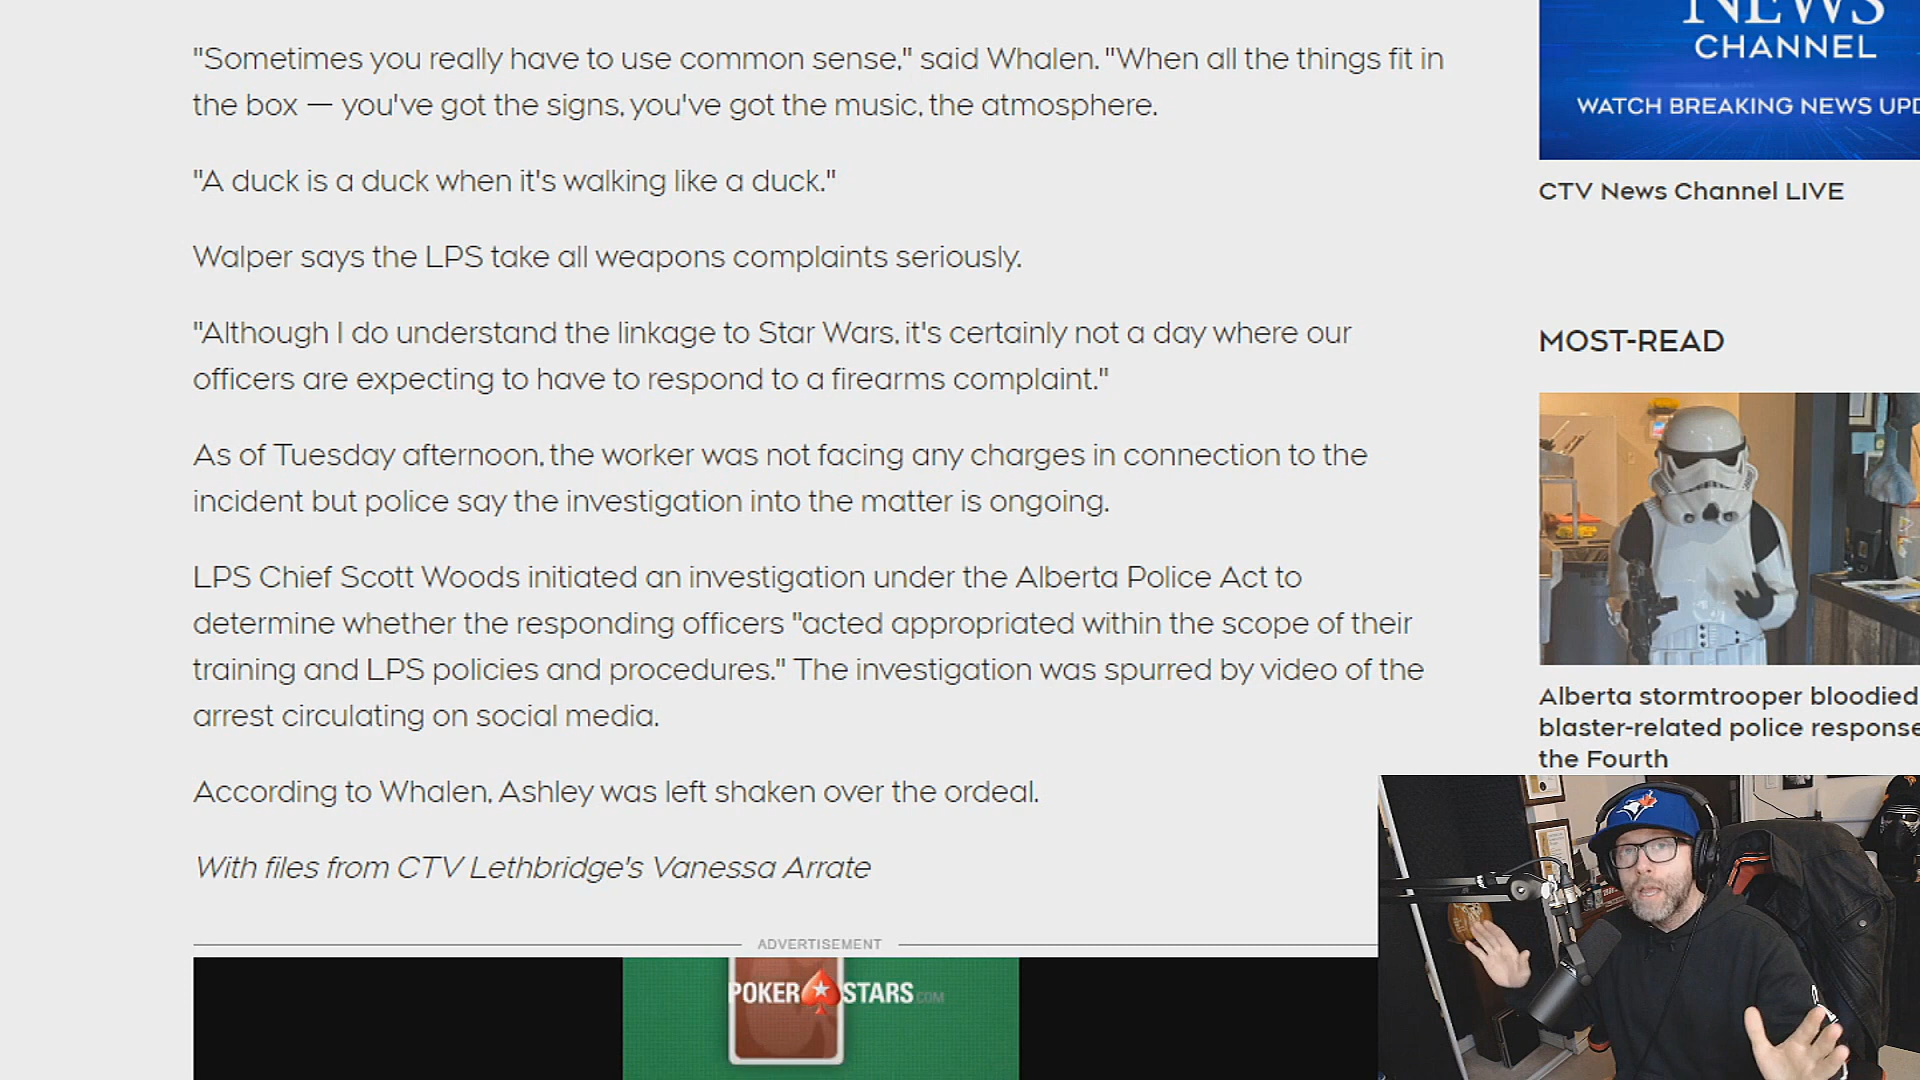 "Sometimes you really have to use common sense," said Whalen. "When all the things fit in
the box — you've got the signs, you've got the music, the atmosphere.
"A duck is a duck when it's walking like a duck."
Walper says the LPS take all weapons complaints seriously.
"Although I do understand the linkage to Star Wars, it's certainly not a day where our
officers are expecting to have to respond to a firearms complaint."
As of Tuesday afternoon, the worker was not facing any charges in connection to the
incident but police say the investigation into the matter is ongoing.
LPS Chief Scott Woods initiated an investigation under the Alberta Police Act to
determine whether the responding officers "acted appropriated within the scope of their
training and LPS policies and procedures." The investigation was spurred by video of the
arrest circulating on social media.
According to Whalen, Ashley was left shaken over the ordeal.
With files from CTV Lethbridge's Vanessa Arrate
ADVERTISEMENT
POKERSTARS.COM
NEWS
CHANNEL
WATCH BREAKING NEWS UPD
CTV News Channel LIVE
MOST-READ
Alberta stormtrooper bloodied
blaster-related police response
the Fourth